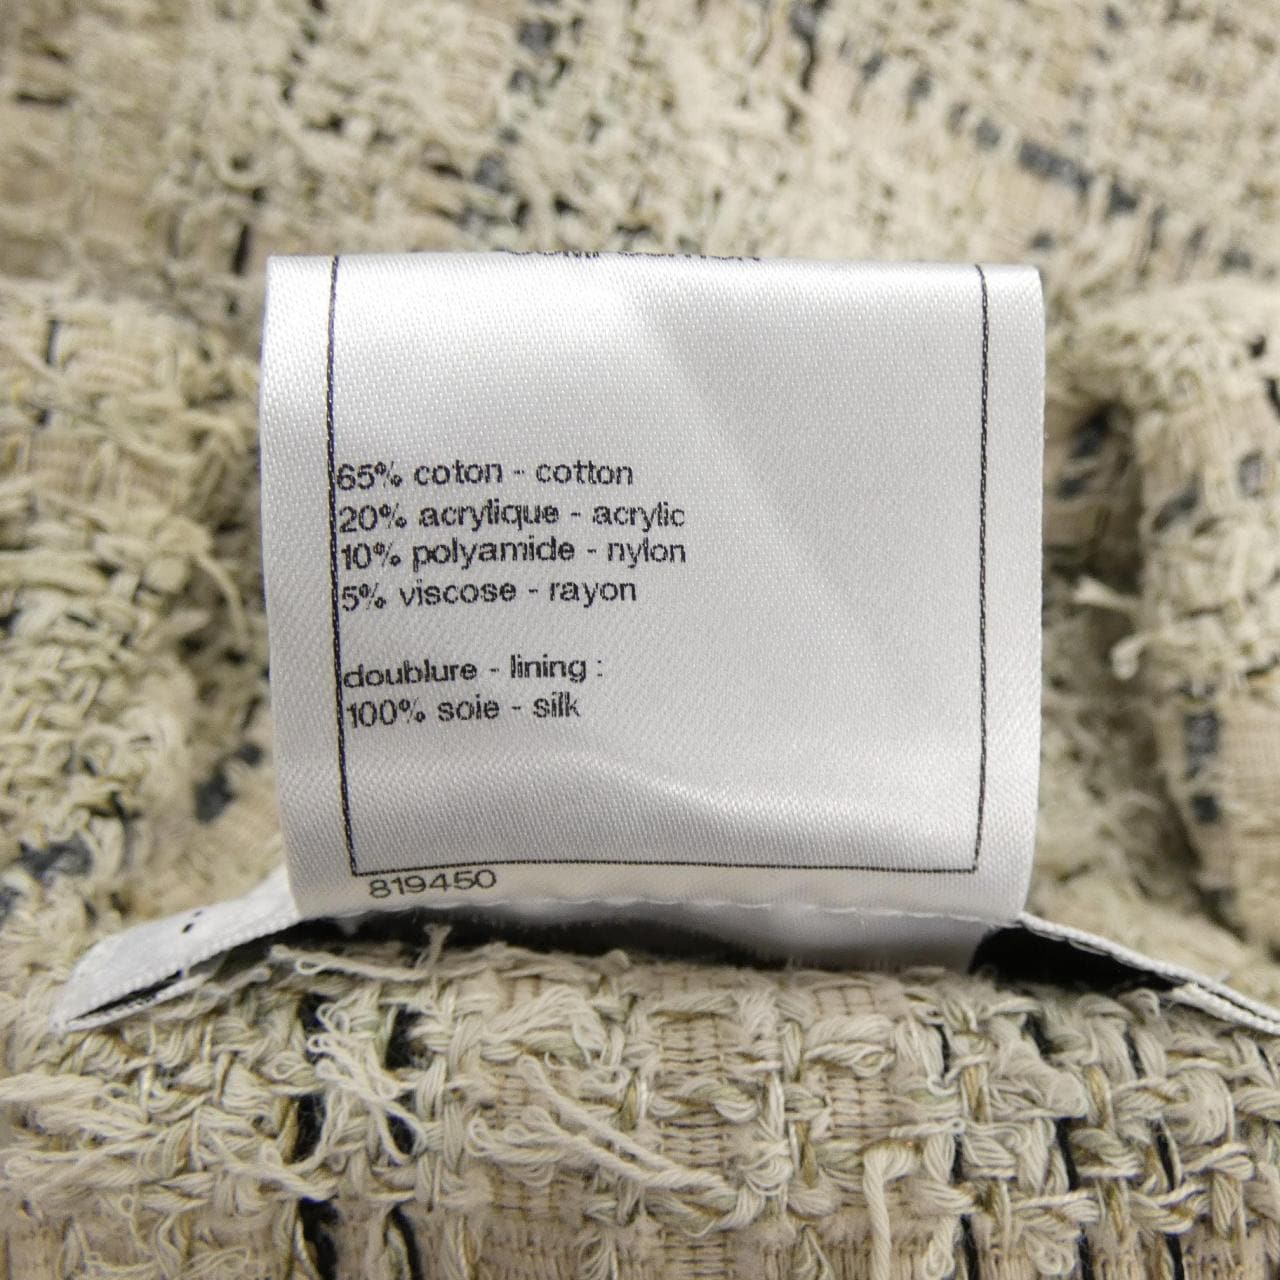 65% coton - cotton
20% acrylique - acrylic
10% polyamide - nylon
5% viscose - rayon
doublure - lining :
100% soie - silk
819450